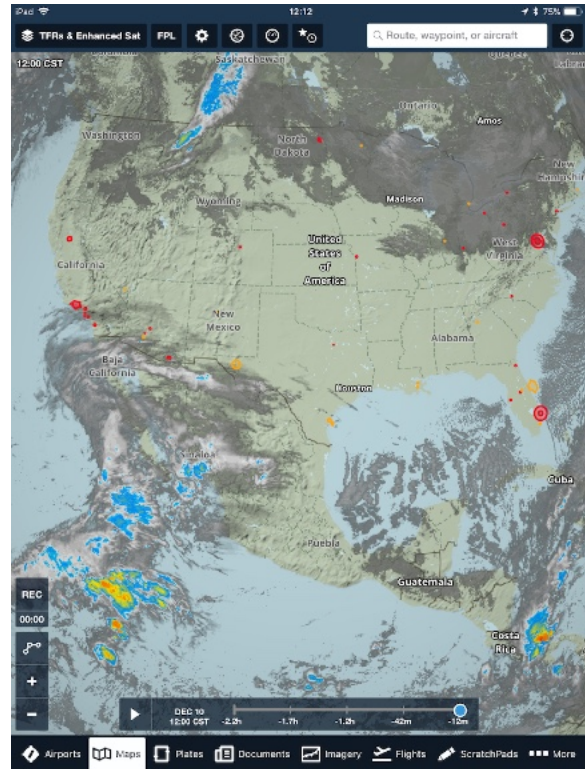 iPad 12:12 75%
TFRs & Enhanced Sat FPL Route, waypoint, or aircraft
12:00 CST
Saskatchewan
Ontario
Amos
Washington
North
Dakota
New
Hampshire
Wyoming
Madison
United
States
of
America
West
Virginia
California
New
Mexico
Alabama
Baja
California
Houston
Sinaloa
Cuba
Puebla
Guatemala
REC
00:00
Costa
Rica
DEC 10
12:00 CST -2.2h -1.7h -1.2h -42m -12m
Airports Maps Plates Documents Imagery Flights ScratchPads More